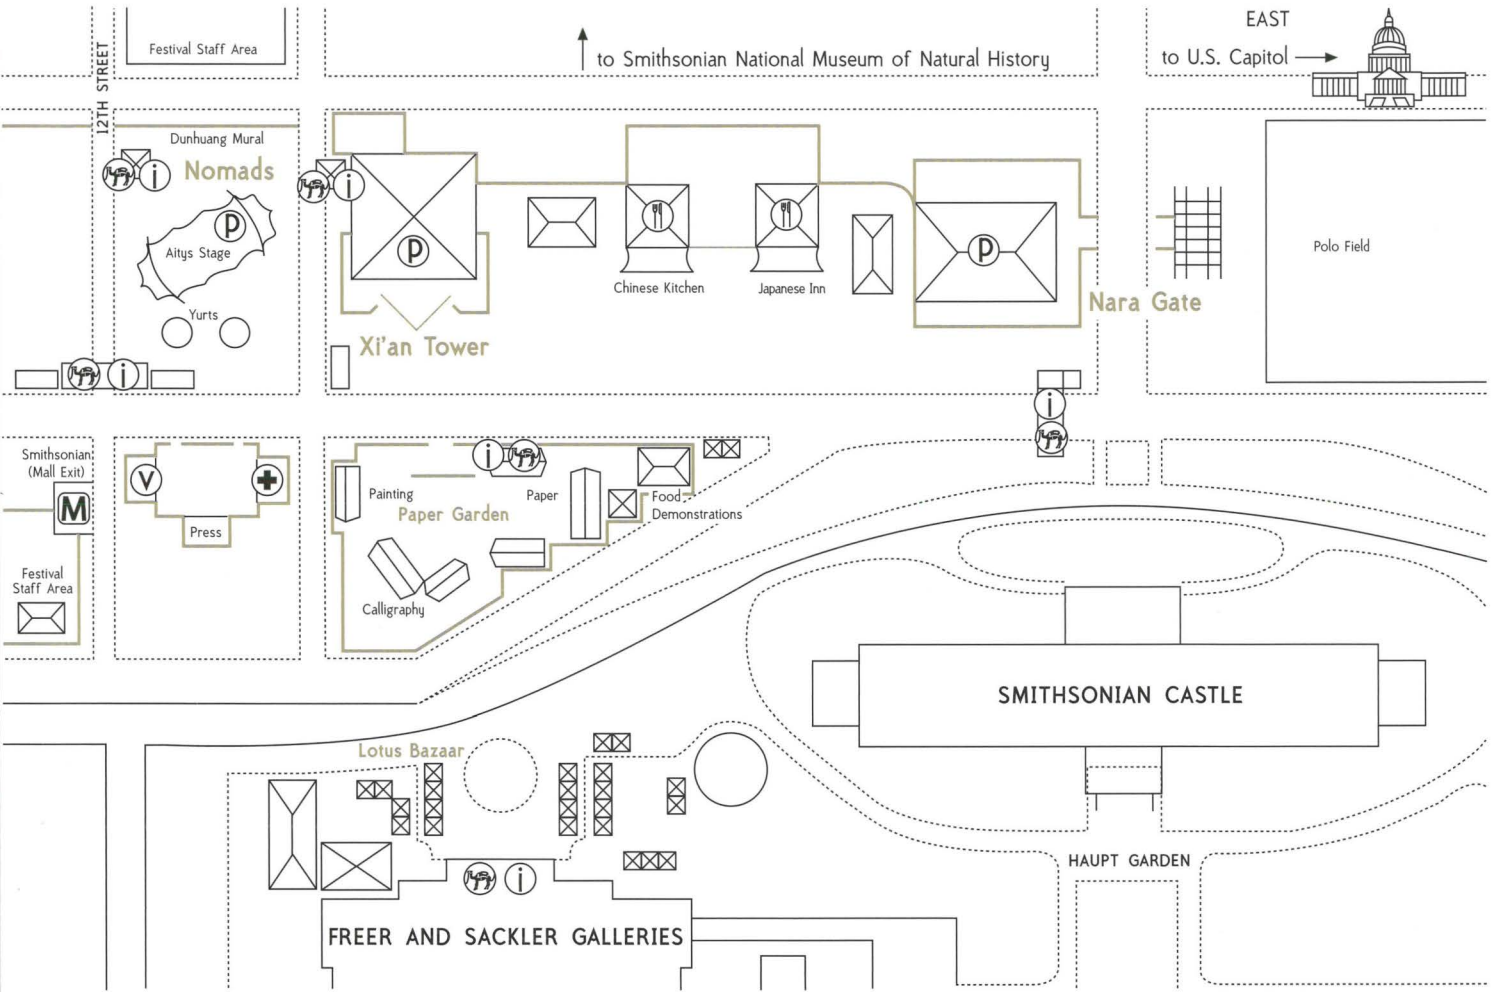 EAST
to U.S. Capitol
Festival Staff Area
to Smithsonian National Museum of Natural History
12TH STREET
Dunhuang Mural
i
i
Nomads
P
Aitys Stage
P
P
Polo Field
Chinese Kitchen
Japanese Inn
Nara Gate
Yurts
Xi'an Tower
i
i
Smithsonian
(Mall Exit)
i
V
M
Painting
Paper
Food
Demonstrations
Paper Garden
Press
Festival
Staff Area
Calligraphy
SMITHSONIAN CASTLE
Lotus Bazaar
HAUPT GARDEN
i
FREER AND SACKLER GALLERIES